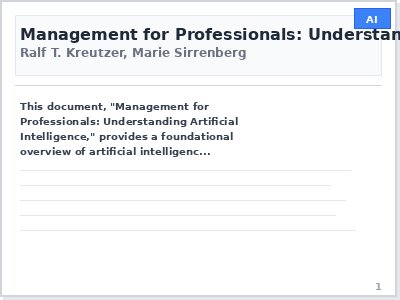 AI
Management for Professionals: Understan
Ralf T. Kreutzer, Marie Sirrenberg
This document, "Management for
Professionals: Understanding Artificial
Intelligence," provides a foundational
overview of artificial intelligenc...
1